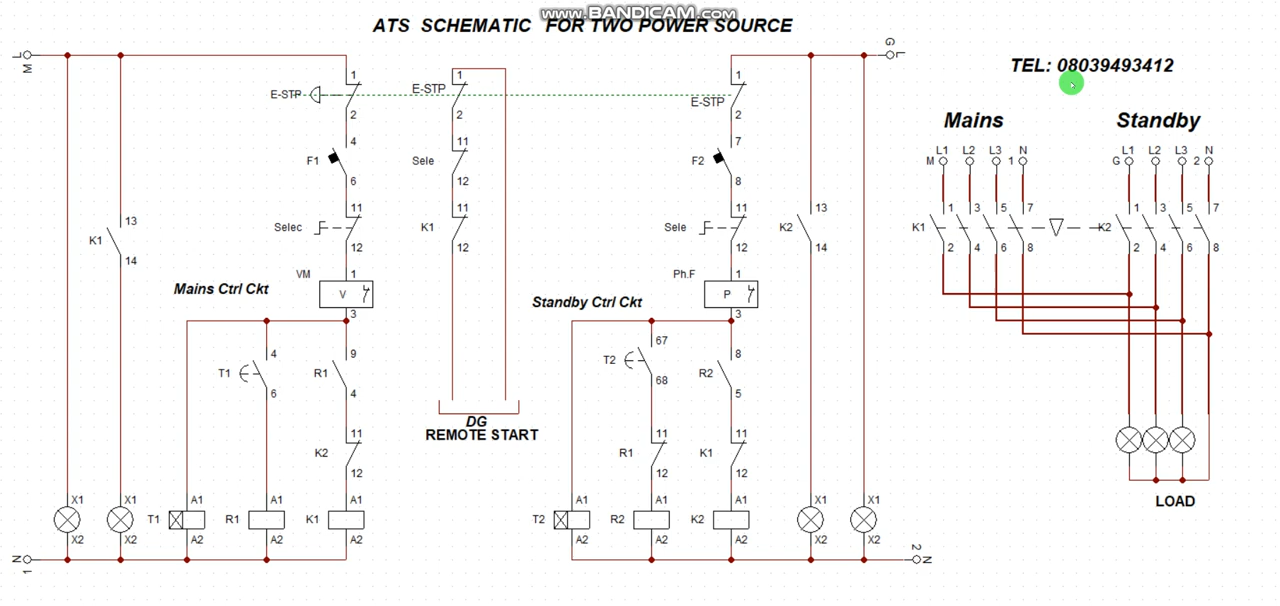 www.BANDICAM.com
ATS SCHEMATIC FOR TWO POWER SOURCE
TEL: 08039493412
Mains
Standby
L1 L2 L3 N
M 1
L1 L2 L3 N
G 2
K1 1 3 5 7
2 4 6 8
K2 1 3 5 7
2 4 6 8
LOAD
L
M
1
E-STP
2
4
F1
6
11
Selec
12
VM 1
V
3
13
K1
14
Mains Ctrl Ckt
4
T1
6
9
R1
4
11
K2
12
X1 X1 A1 A1 A1
T1 R1 K1
X2 X2 A2 A2 A2
N
1
1
E-STP
2
11
Sele
12
11
K1
12
DG
REMOTE START
G
L
1
E-STP
2
7
F2
8
11
Sele
12
Ph.F 1
P
3
13
K2
14
Standby Ctrl Ckt
67
T2
68
8
R2
5
11
R1
12
11
K1
12
A1 A1 A1 X1 X1
T2 R2 K2
A2 A2 A2 X2 X2
2
N